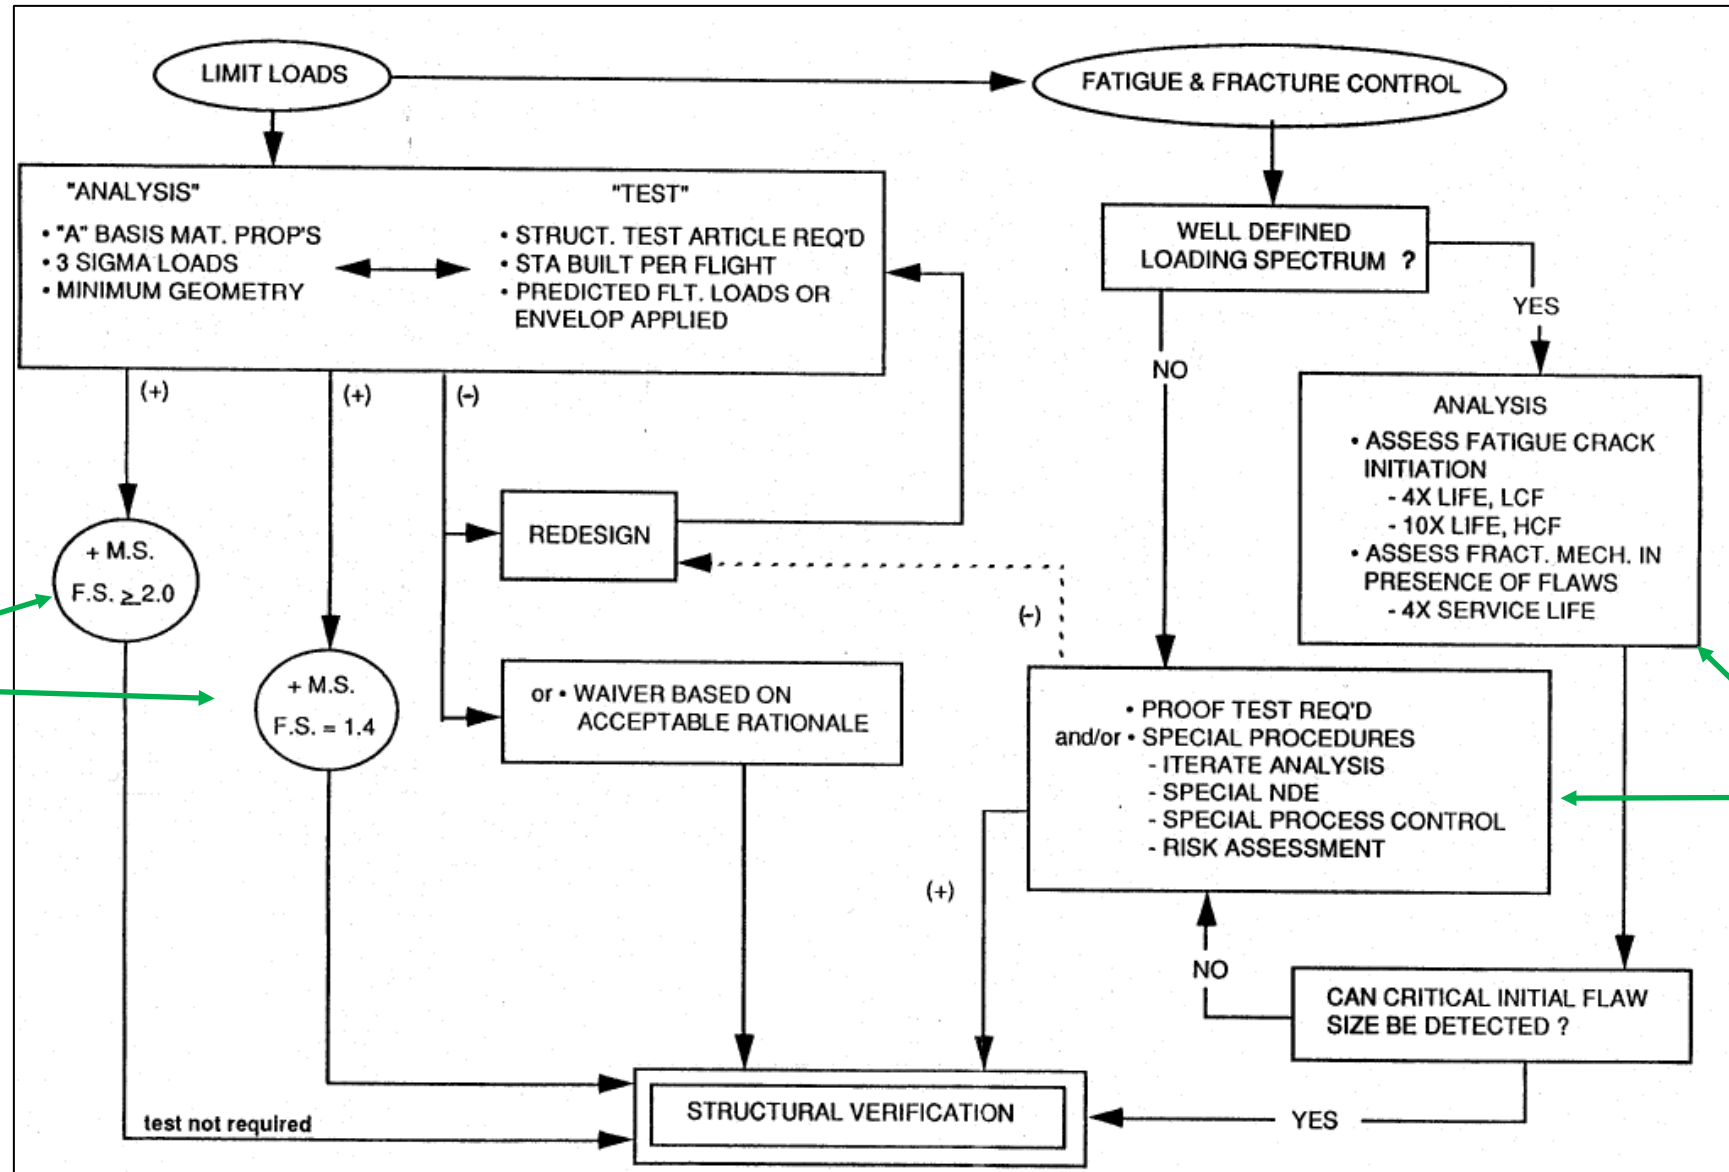 LIMIT LOADS
FATIGUE & FRACTURE CONTROL
"ANALYSIS"
• "A" BASIS MAT. PROP'S
• 3 SIGMA LOADS
• MINIMUM GEOMETRY
"TEST"
• STRUCT. TEST ARTICLE REQ'D
• STA BUILT PER FLIGHT
• PREDICTED FLT. LOADS OR
ENVELOP APPLIED
WELL DEFINED
LOADING SPECTRUM ?
YES
NO
(+)
(+)
(-)
ANALYSIS
• ASSESS FATIGUE CRACK
INITIATION
- 4X LIFE, LCF
- 10X LIFE, HCF
• ASSESS FRACT. MECH. IN
PRESENCE OF FLAWS
- 4X SERVICE LIFE
REDESIGN
+ M.S.
F.S. ≥ 2.0
(-)
+ M.S.
F.S. = 1.4
or • WAIVER BASED ON
ACCEPTABLE RATIONALE
• PROOF TEST REQ'D
and/or • SPECIAL PROCEDURES
- ITERATE ANALYSIS
- SPECIAL NDE
- SPECIAL PROCESS CONTROL
- RISK ASSESSMENT
(+)
NO
CAN CRITICAL INITIAL FLAW
SIZE BE DETECTED ?
YES
STRUCTURAL VERIFICATION
test not required